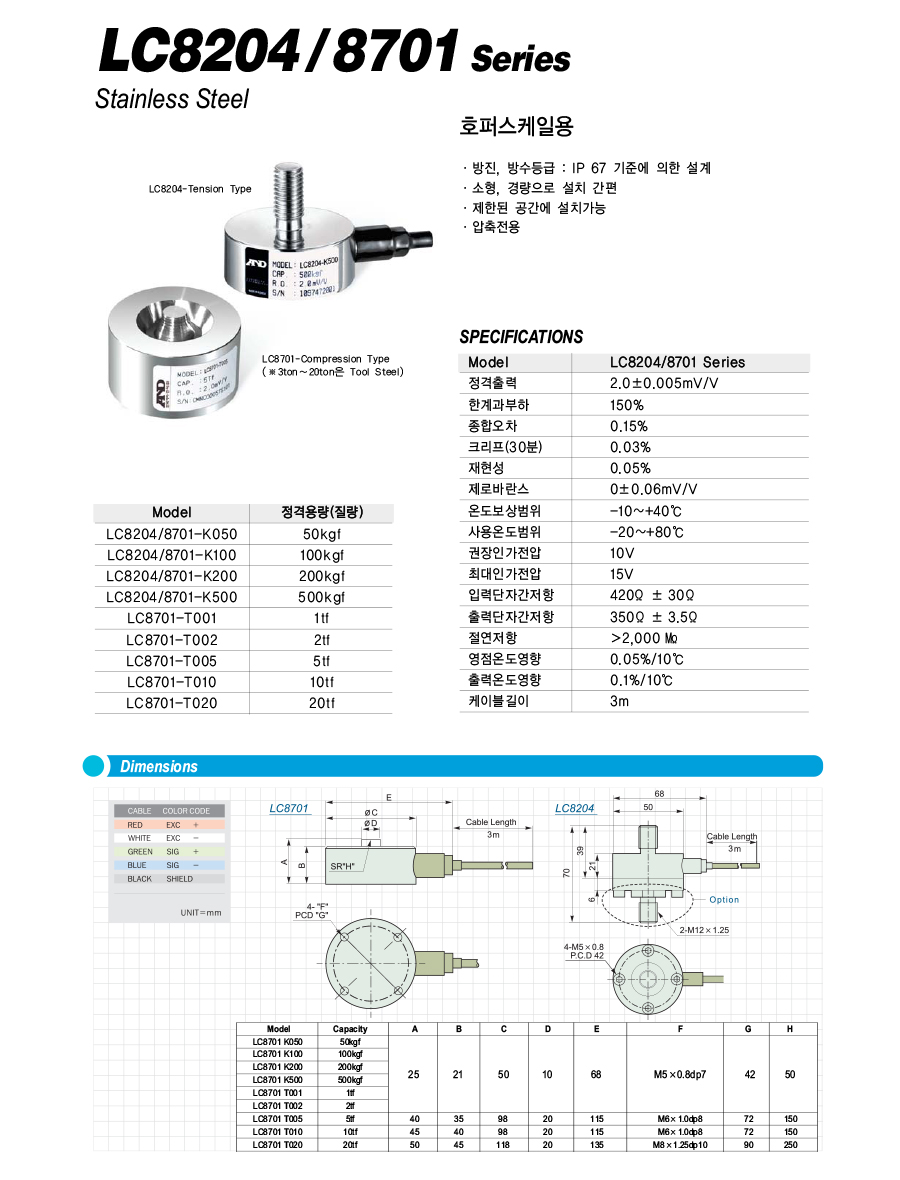 LC8204/8701 Series
Stainless Steel
호퍼스케일용
· 방진, 방수등급 : IP 67 기준에 의한 설계
· 소형, 경량으로 설치 간편
· 제한된 공간에 설치가능
· 압축전용
LC8204-Tension Type
AND
MODEL : LC8204-K500
CAP. : 500kgf
R.O. : 2.0mV/V
S/N : 1097472001
LC8701-Compression Type
(※3ton~20ton은 Tool Steel)
AND
MODEL : LC8701-T005
CAP. : 5Tf
R.O. : 2.0mV/V
SPECIFICATIONS
Model LC8204/8701 Series
정격출력 2.0±0.005mV/V
한계과부하 150%
종합오차 0.15%
크리프(30분) 0.03%
재현성 0.05%
제로바란스 0±0.06mV/V
온도보상범위 -10~+40℃
사용온도범위 -20~+80℃
권장인가전압 10V
최대인가전압 15V
입력단자간저항 420Ω ± 30Ω
출력단자간저항 350Ω ± 3.5Ω
절연저항 >2,000 ㏁
영점온도영향 0.05%/10℃
출력온도영향 0.1%/10℃
케이블길이 3m
Model 정격용량(질량)
LC8204/8701-K050 50kgf
LC8204/8701-K100 100kgf
LC8204/8701-K200 200kgf
LC8204/8701-K500 500kgf
LC8701-T001 1tf
LC8701-T002 2tf
LC8701-T005 5tf
LC8701-T010 10tf
LC8701-T020 20tf
Dimensions
CABLE COLOR CODE
RED EXC +
WHITE EXC −
GREEN SIG +
BLUE SIG −
BLACK SHIELD
UNIT=mm
LC8701
E
øC
øD
Cable Length
3m
A
B
SR"H"
4- "F"
PCD "G"
LC8204
68
50
Cable Length
3m
39
21
70
6
Option
2-M12×1.25
4-M5×0.8
P.C.D 42
Model Capacity A B C D E F G H
LC8701 K050 50kgf
LC8701 K100 100kgf
LC8701 K200 200kgf
25 21 50 10 68 M5×0.8dp7 42 50
LC8701 K500 500kgf
LC8701 T001 1tf
LC8701 T002 2tf
LC8701 T005 5tf 40 35 98 20 115 M6×1.0dp8 72 150
LC8701 T010 10tf 45 40 98 20 115 M6×1.0dp8 72 150
LC8701 T020 20tf 50 45 118 20 135 M8×1.25dp10 90 250